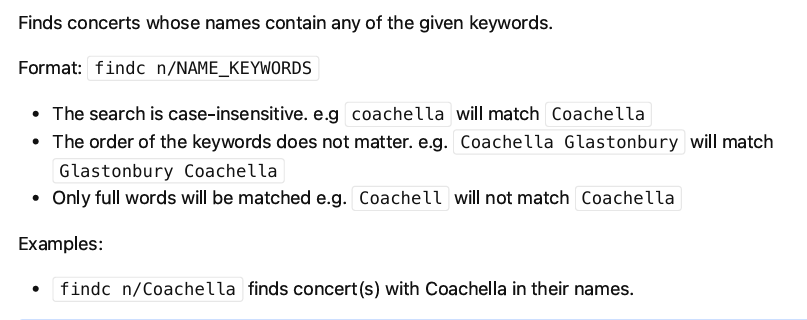 Finds concerts whose names contain any of the given keywords.
Format: findc n/NAME_KEYWORDS
• The search is case-insensitive. e.g coachella will match Coachella
• The order of the keywords does not matter. e.g. Coachella Glastonbury will match
Glastonbury Coachella
• Only full words will be matched e.g. Coachell will not match Coachella
Examples:
• findc n/Coachella finds concert(s) with Coachella in their names.